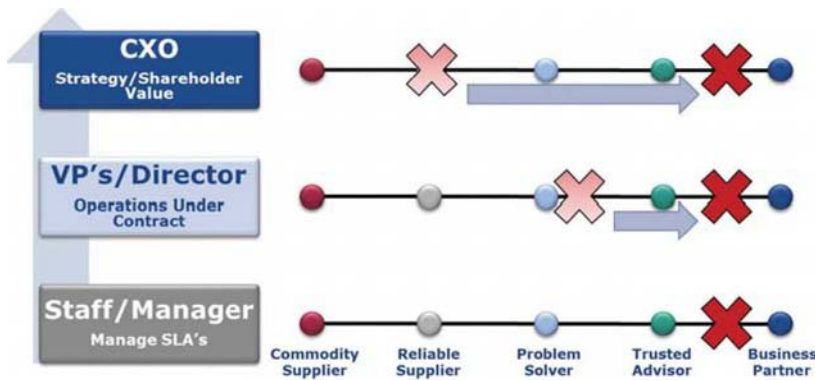 CXO
Strategy/Shareholder
Value
VP's/Director
Operations Under
Contract
Staff/Manager
Manage SLA's
Commodity
Supplier
Reliable
Supplier
Problem
Solver
Trusted
Advisor
Business
Partner